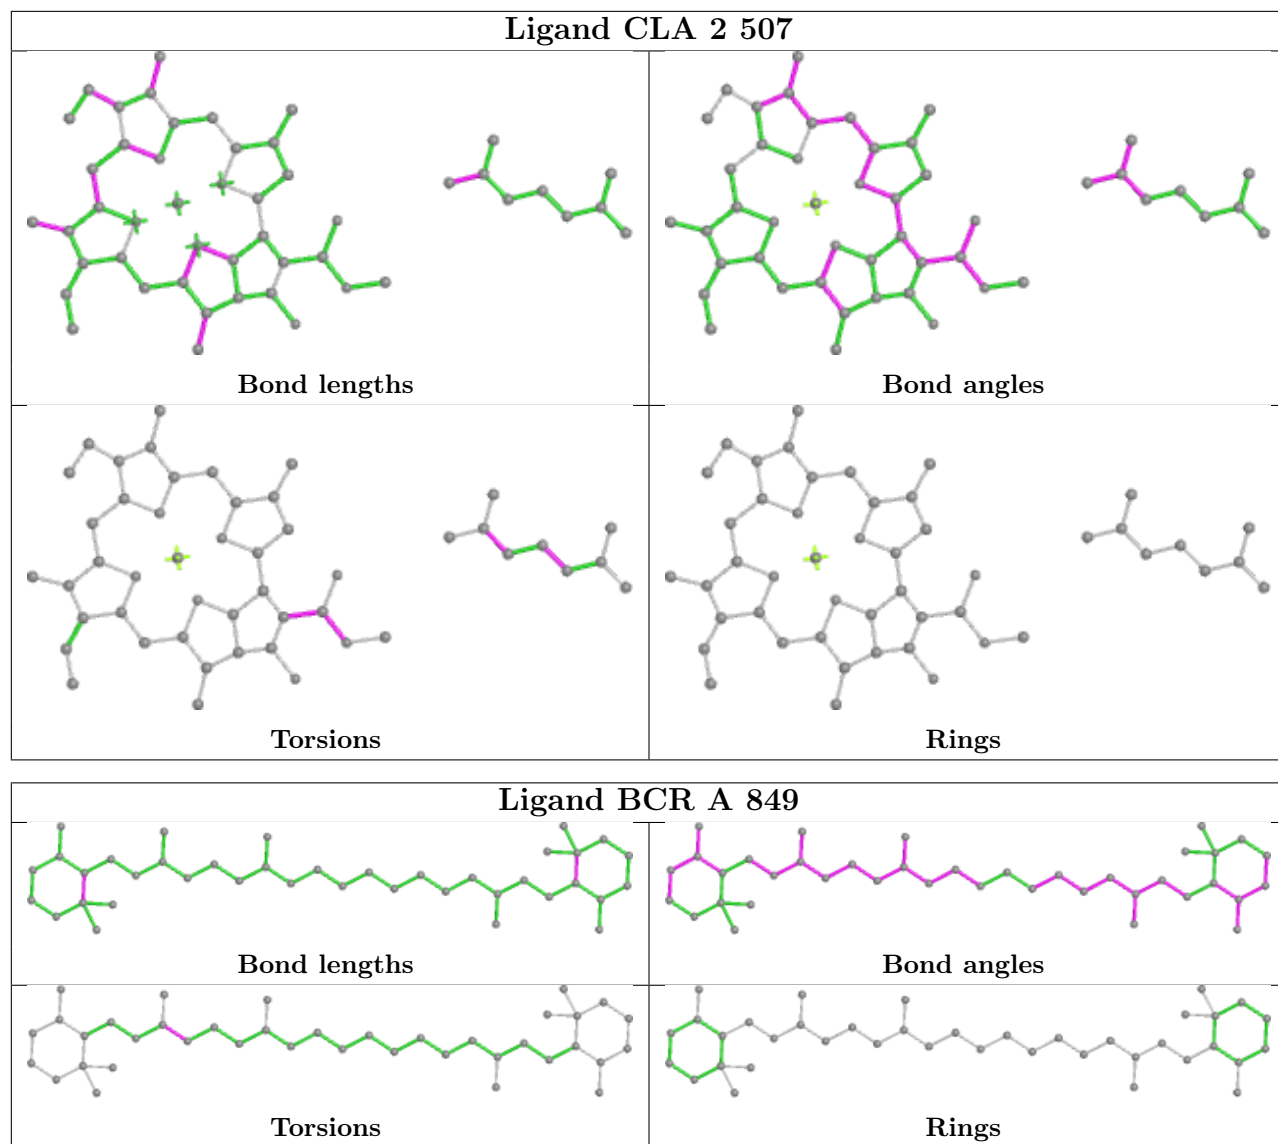 Ligand CLA 2 507
Bond lengths
Bond angles
Torsions
Rings
Ligand BCR A 849
Bond lengths
Bond angles
Torsions
Rings